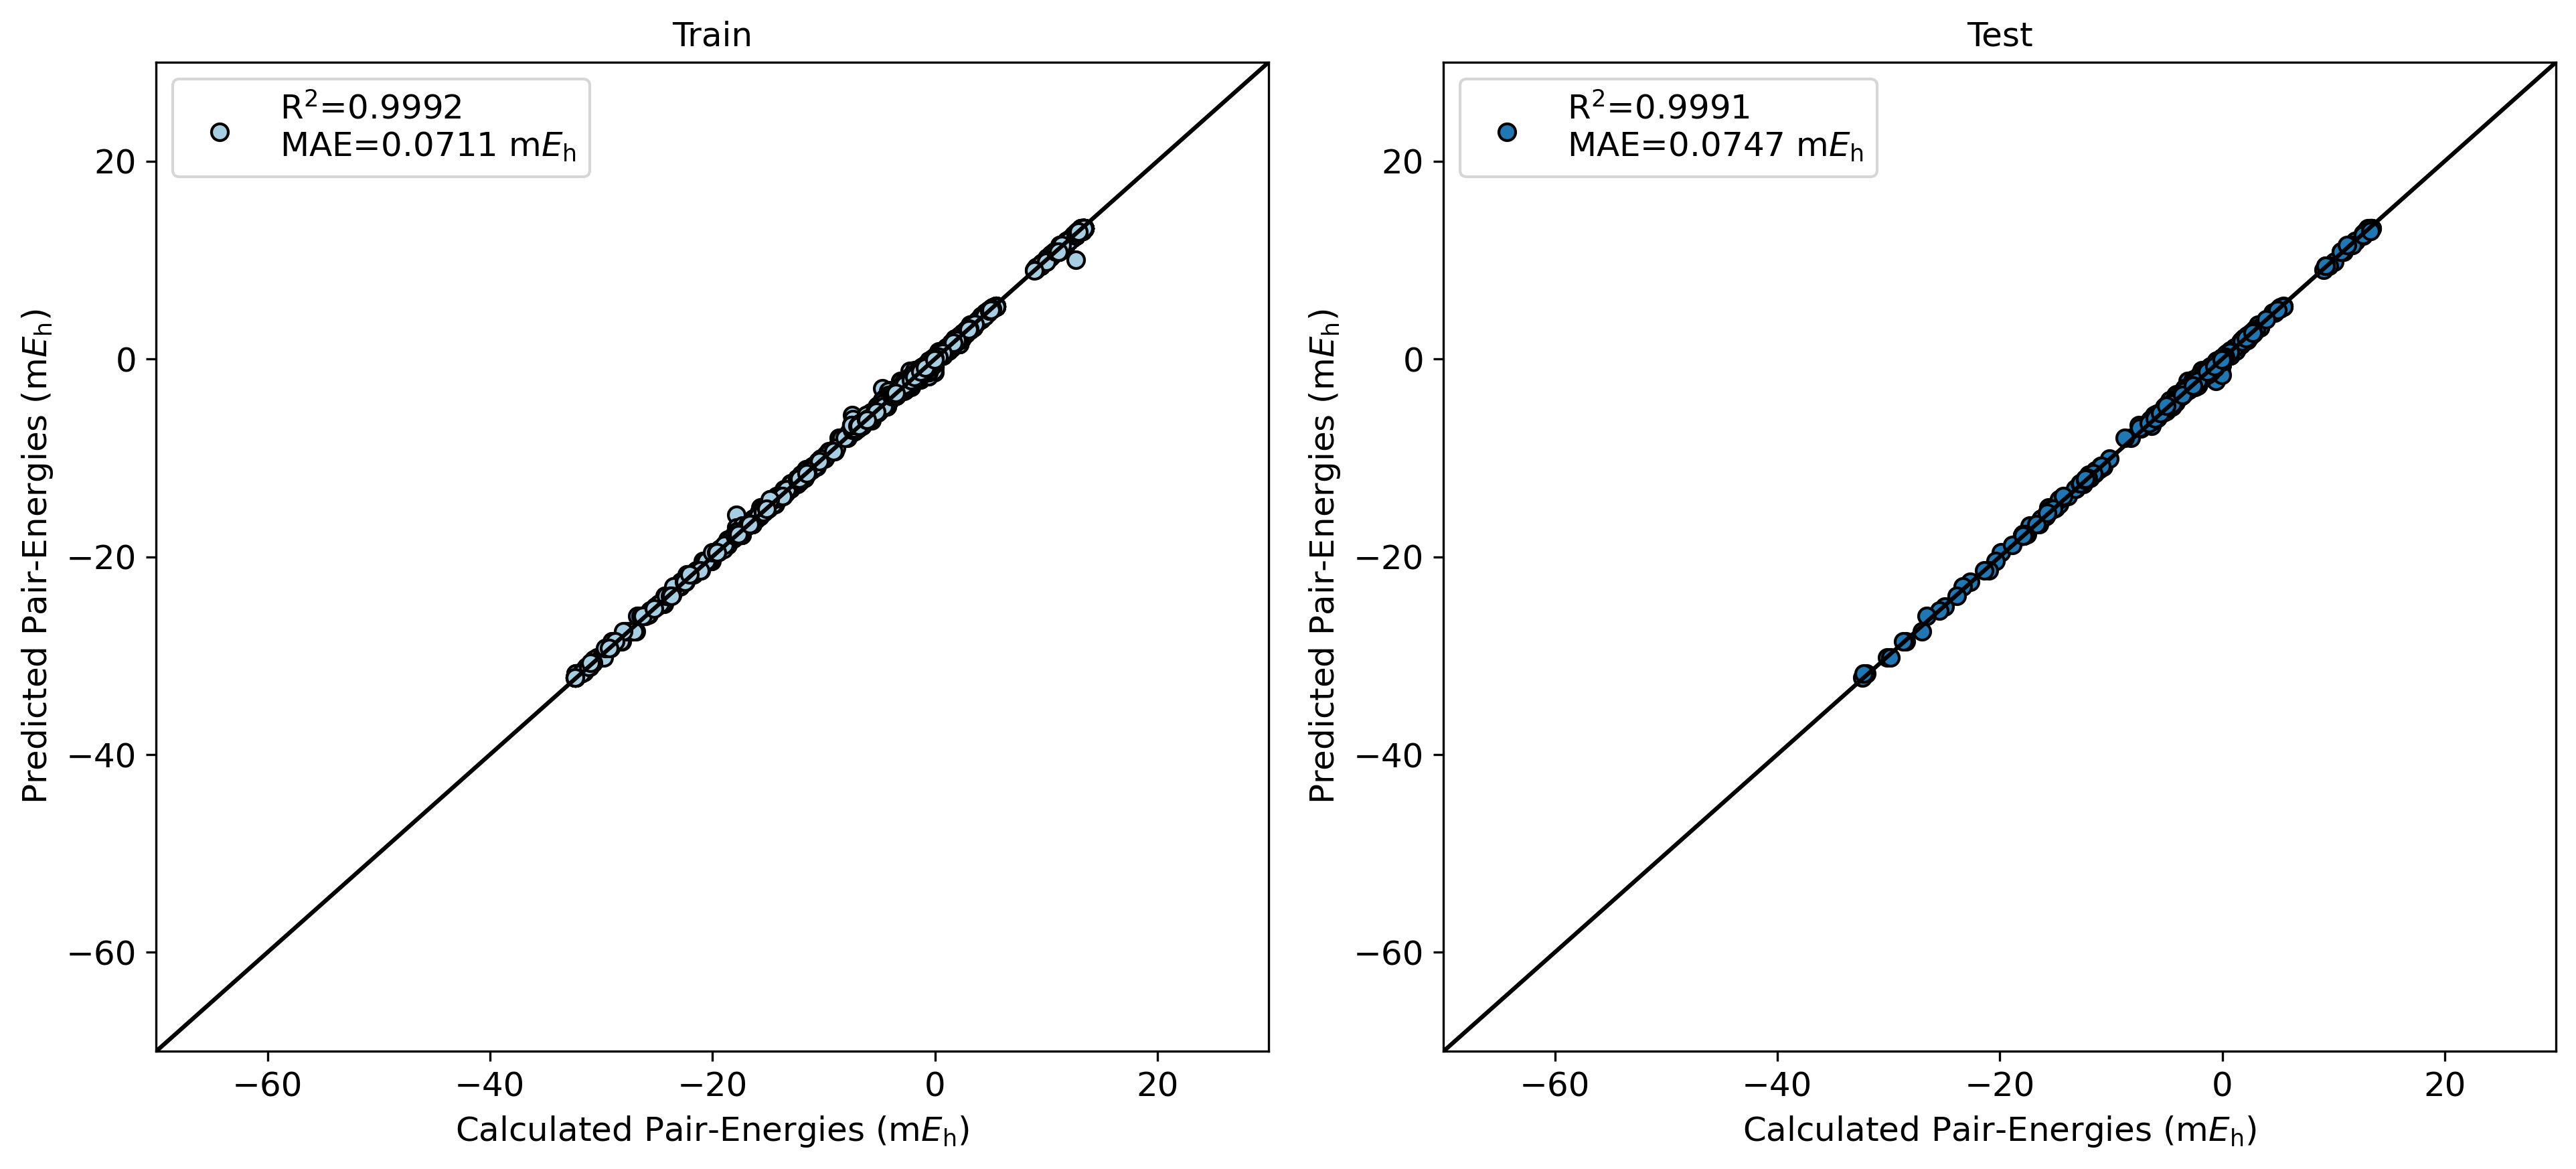 Train
R²=0.9992
MAE=0.0711 mEₕ
20
0
−20
−40
−60
Predicted Pair-Energies (mEₕ)
−60 −40 −20 0 20
Calculated Pair-Energies (mEₕ)
Test
R²=0.9991
MAE=0.0747 mEₕ
20
0
−20
−40
−60
Predicted Pair-Energies (mEₕ)
−60 −40 −20 0 20
Calculated Pair-Energies (mEₕ)